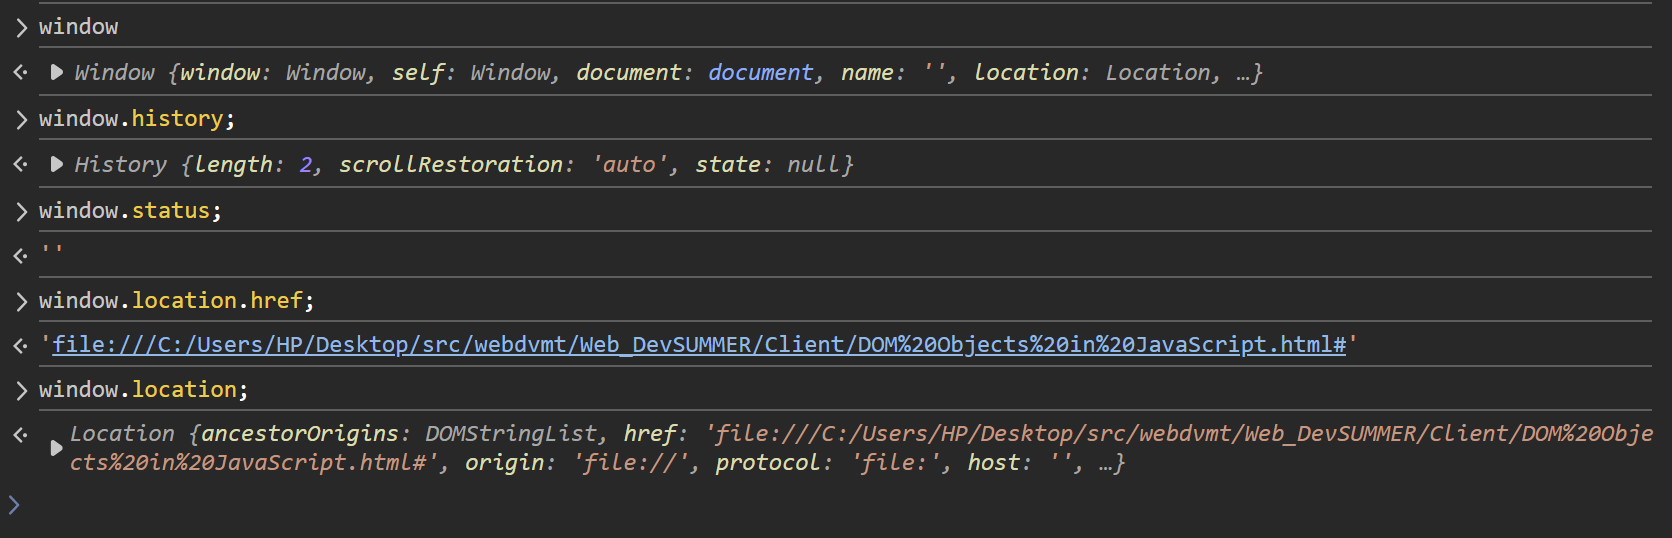 window
Window {window: Window, self: Window, document: document, name: '', location: Location, …}
window.history;
History {length: 2, scrollRestoration: 'auto', state: null}
window.status;
''
window.location.href;
'file:///C:/Users/HP/Desktop/src/webdvmt/Web_DevSUMMER/Client/DOM%20Objects%20in%20JavaScript.html#'
window.location;
Location {ancestorOrigins: DOMStringList, href: 'file:///C:/Users/HP/Desktop/src/webdvmt/Web_DevSUMMER/Client/DOM%20Obje
cts%20in%20JavaScript.html#', origin: 'file://', protocol: 'file:', host: '', …}